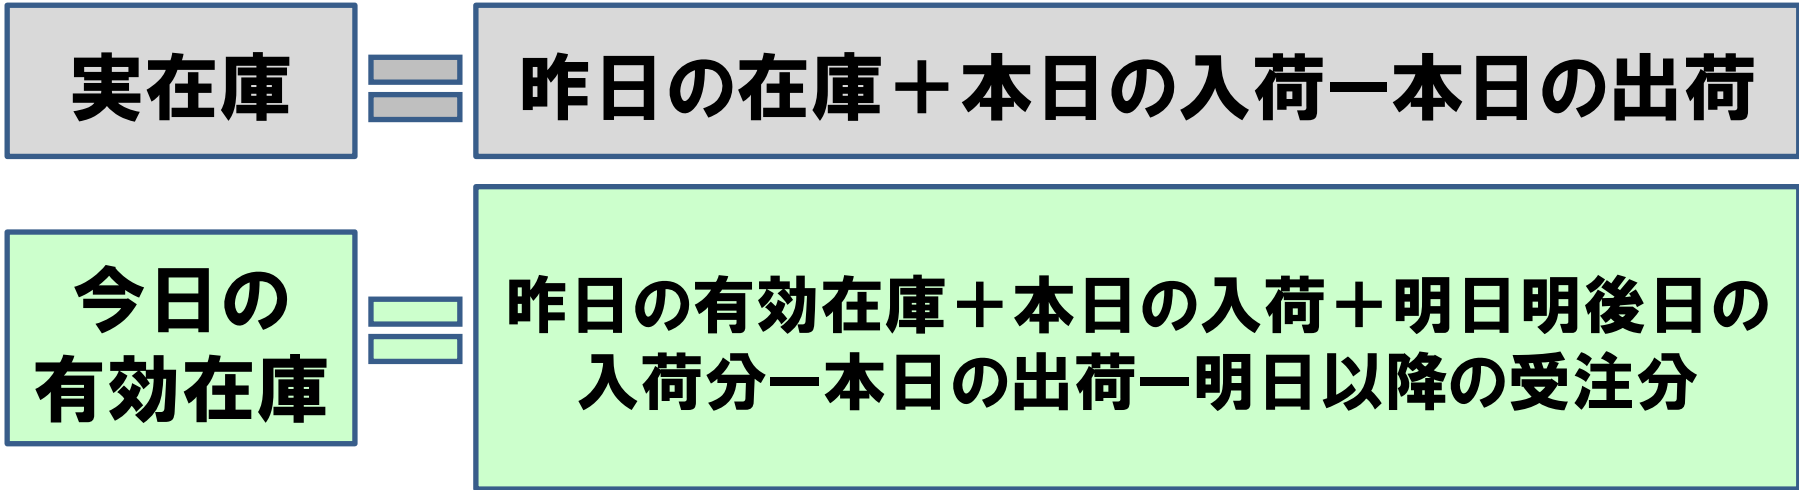 実在庫
昨日の在庫＋本日の入荷ー本日の出荷
今日の
有効在庫
昨日の有効在庫＋本日の入荷＋明日明後日の
入荷分ー本日の出荷ー明日以降の受注分